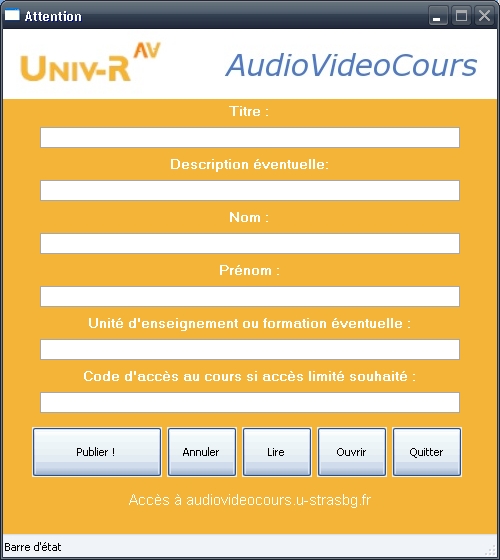 Attention
UNIV-R AV
AudioVideoCours
Titre :
Description éventuelle:
Nom :
Prénom :
Unité d'enseignement ou formation éventuelle :
Code d'accès au cours si accès limité souhaité :
Publier ! Annuler Lire Ouvrir Quitter
Accès à audiovideocours.u-strasbg.fr
Barre d'état